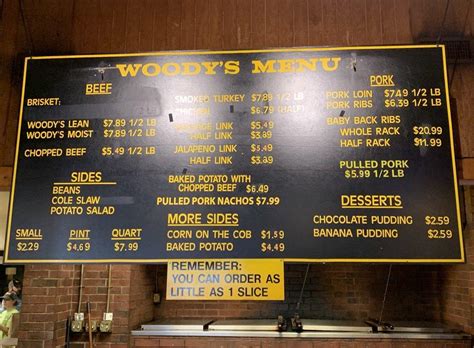 WOODY'S MENU
BEEF
BRISKET:
WOODY'S LEAN $7.89 1/2 LB
WOODY'S MOIST $7.89 1/2 LB
CHOPPED BEEF $5.49 1/2 LB
SMOKED TURKEY $7.89 1/2 LB
$6.79 (HALF)
LINK $5.49
HALF LINK $3.49
JALAPENO LINK $5.49
HALF LINK $3.49
PORK
PORK LOIN $7.49 1/2 LB
PORK RIBS $6.39 1/2 LB
BABY BACK RIBS
WHOLE RACK $20.99
HALF RACK $11.99
PULLED PORK
$5.99 1/2 LB
SIDES
BEANS
COLE SLAW
POTATO SALAD
SMALL PINT QUART
$2.29 $4.69 $7.99
BAKED POTATO WITH
CHOPPED BEEF $6.49
PULLED PORK NACHOS $7.99
MORE SIDES
CORN ON THE COB $1.59
BAKED POTATO $4.49
DESSERTS
CHOCOLATE PUDDING $2.59
BANANA PUDDING $2.59
REMEMBER:
YOU CAN ORDER AS
LITTLE AS 1 SLICE